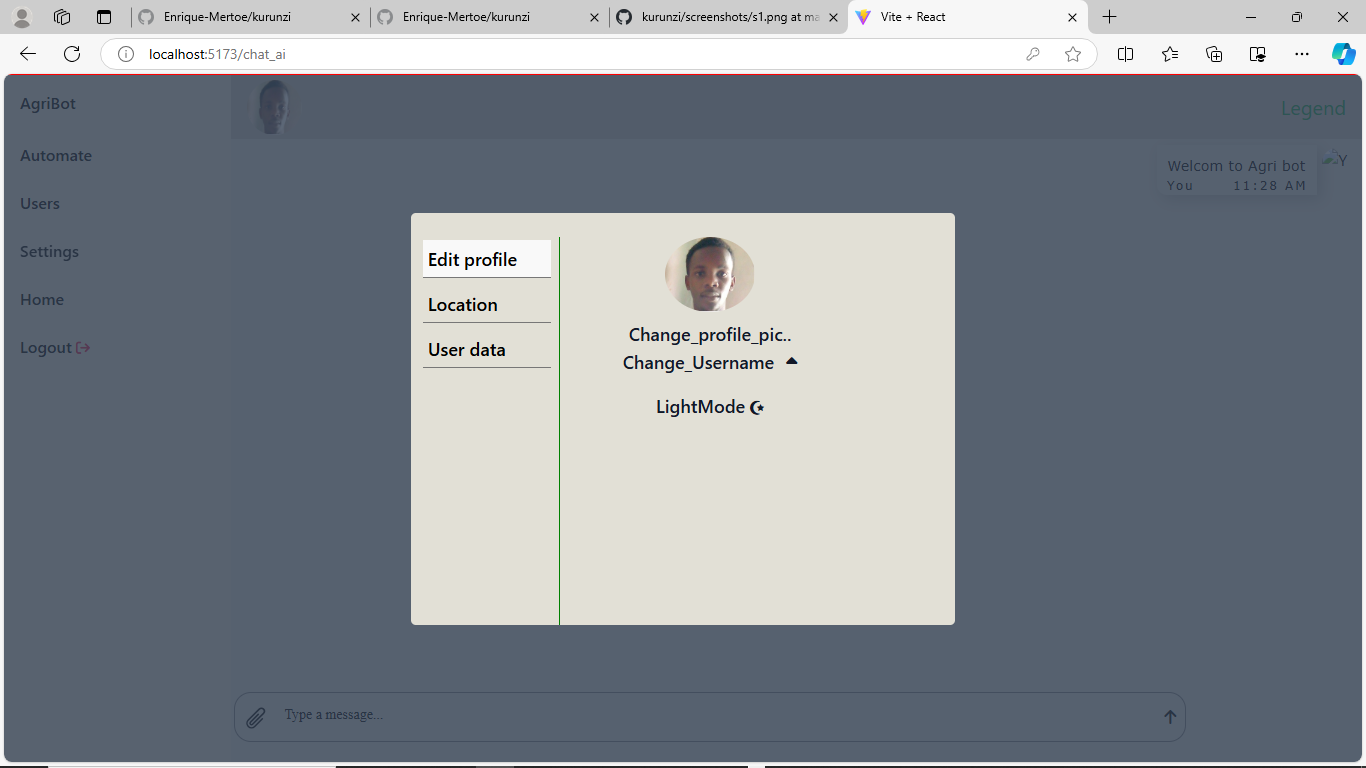 Enrique-Mertoe/kurunzi
Enrique-Mertoe/kurunzi
kurunzi/screenshots/s1.png at ma
Vite + React
localhost:5173/chat_ai
AgriBot
Automate
Users
Settings
Home
Logout
Legend
Welcom to Agri bot
You 11:28 AM
Y
Edit profile
Location
User data
Change_profile_pic..
Change_Username
LightMode
Type a message...